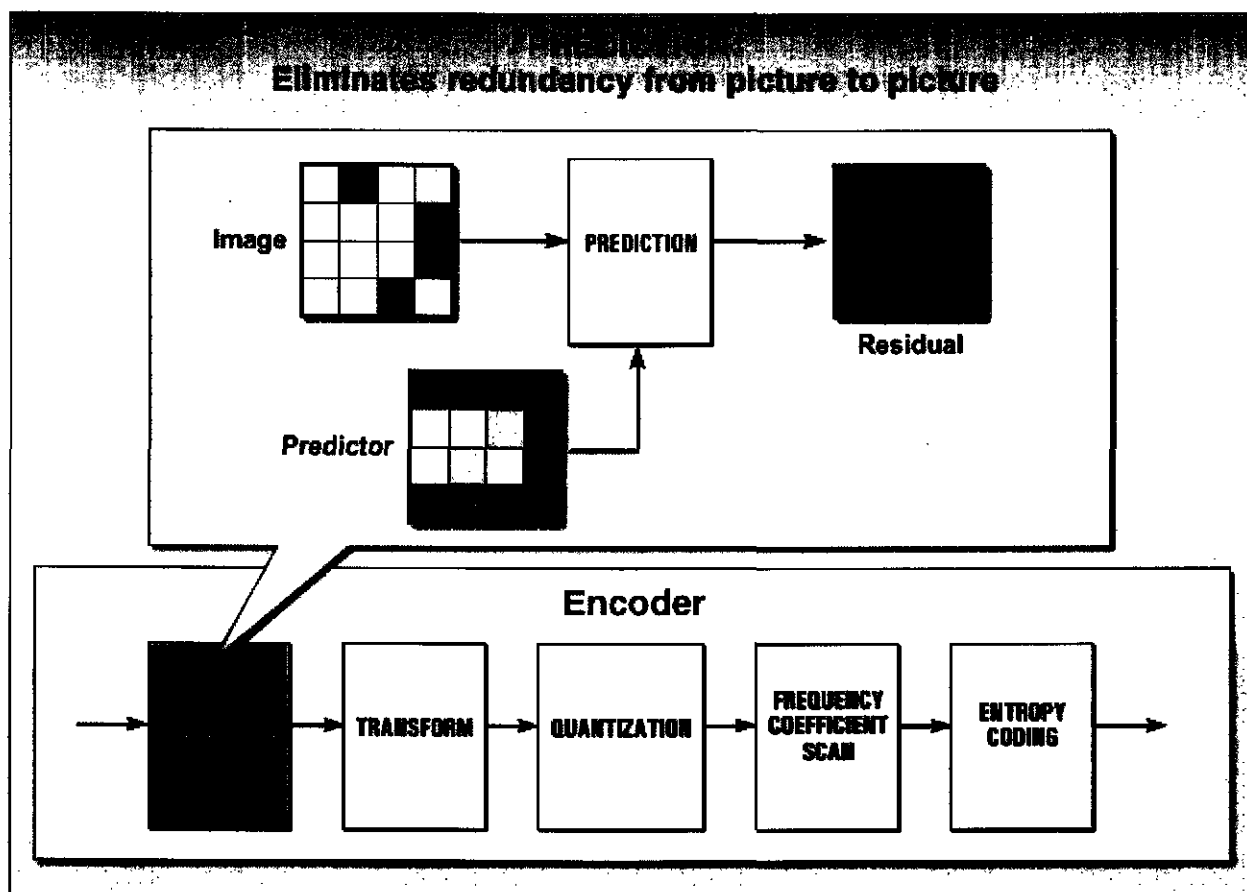 Eliminates redundancy from picture to picture
Image
PREDICTION
Residual
Predictor
Encoder
TRANSFORM
QUANTIZATION
FREQUENCY
COEFFICIENT
SCAN
ENTROPY
CODING